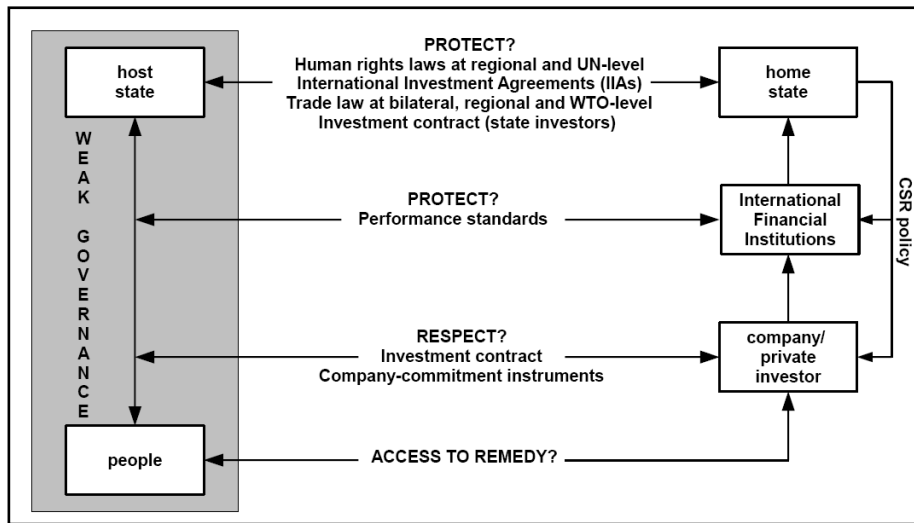 PROTECT?
Human rights laws at regional and UN-level
International Investment Agreements (IIAs)
Trade law at bilateral, regional and WTO-level
Investment contract (state investors)
host
state
home
state
WEAK GOVERNANCE
CSR policy
PROTECT?
Performance standards
International
Financial
Institutions
RESPECT?
Investment contract
Company-commitment instruments
company/
private
investor
people
ACCESS TO REMEDY?